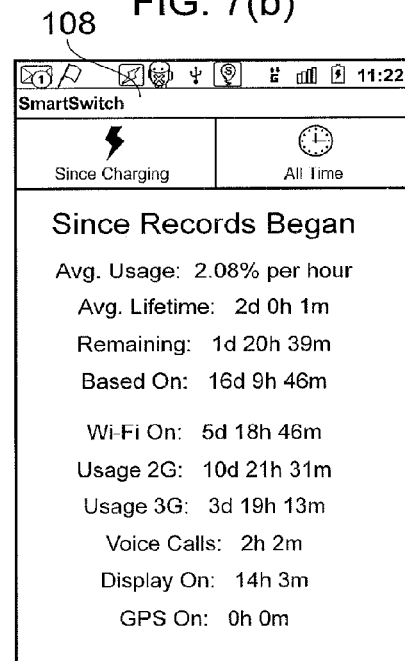 FIG. 7(b)
108
1 S G 11:22
SmartSwitch
Since Charging
All Time
Since Records Began
Avg. Usage: 2.08% per hour
Avg. Lifetime: 2d 0h 1m
Remaining: 1d 20h 39m
Based On: 16d 9h 46m
Wi-Fi On: 5d 18h 46m
Usage 2G: 10d 21h 31m
Usage 3G: 3d 19h 13m
Voice Calls: 2h 2m
Display On: 14h 3m
GPS On: 0h 0m